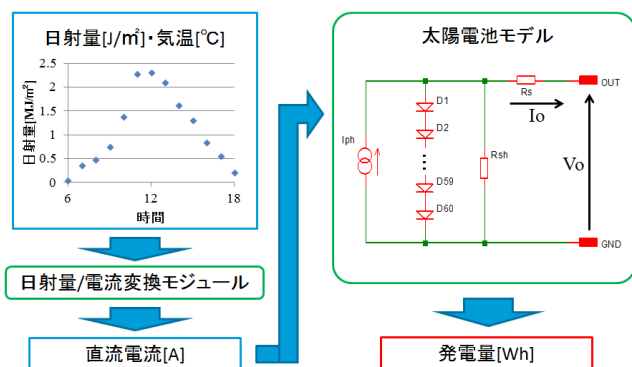 日射量[J/㎡]・気温[℃]
日射量[MJ/m²]
2.5
2
1.5
1
0.5
0
6
9
12
15
18
時間
日射量/電流変換モジュール
直流電流[A]
太陽電池モデル
Iph
D1
D2
⋮
D59
D60
Rsh
Rs
Io
OUT
Vo
GND
発電量[Wh]